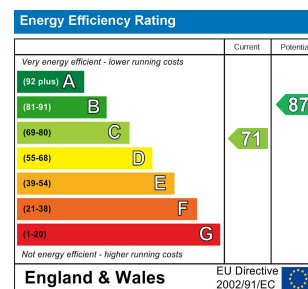 Energy Efficiency Rating
Current Potentia
Very energy efficient - lower running costs
(92 plus) A
(81-91) B
87
(69-80) C
71
(55-68) D
(39-54) E
(21-38) F
(1-20) G
Not energy efficient - higher running costs
England & Wales
EU Directive
2002/91/EC